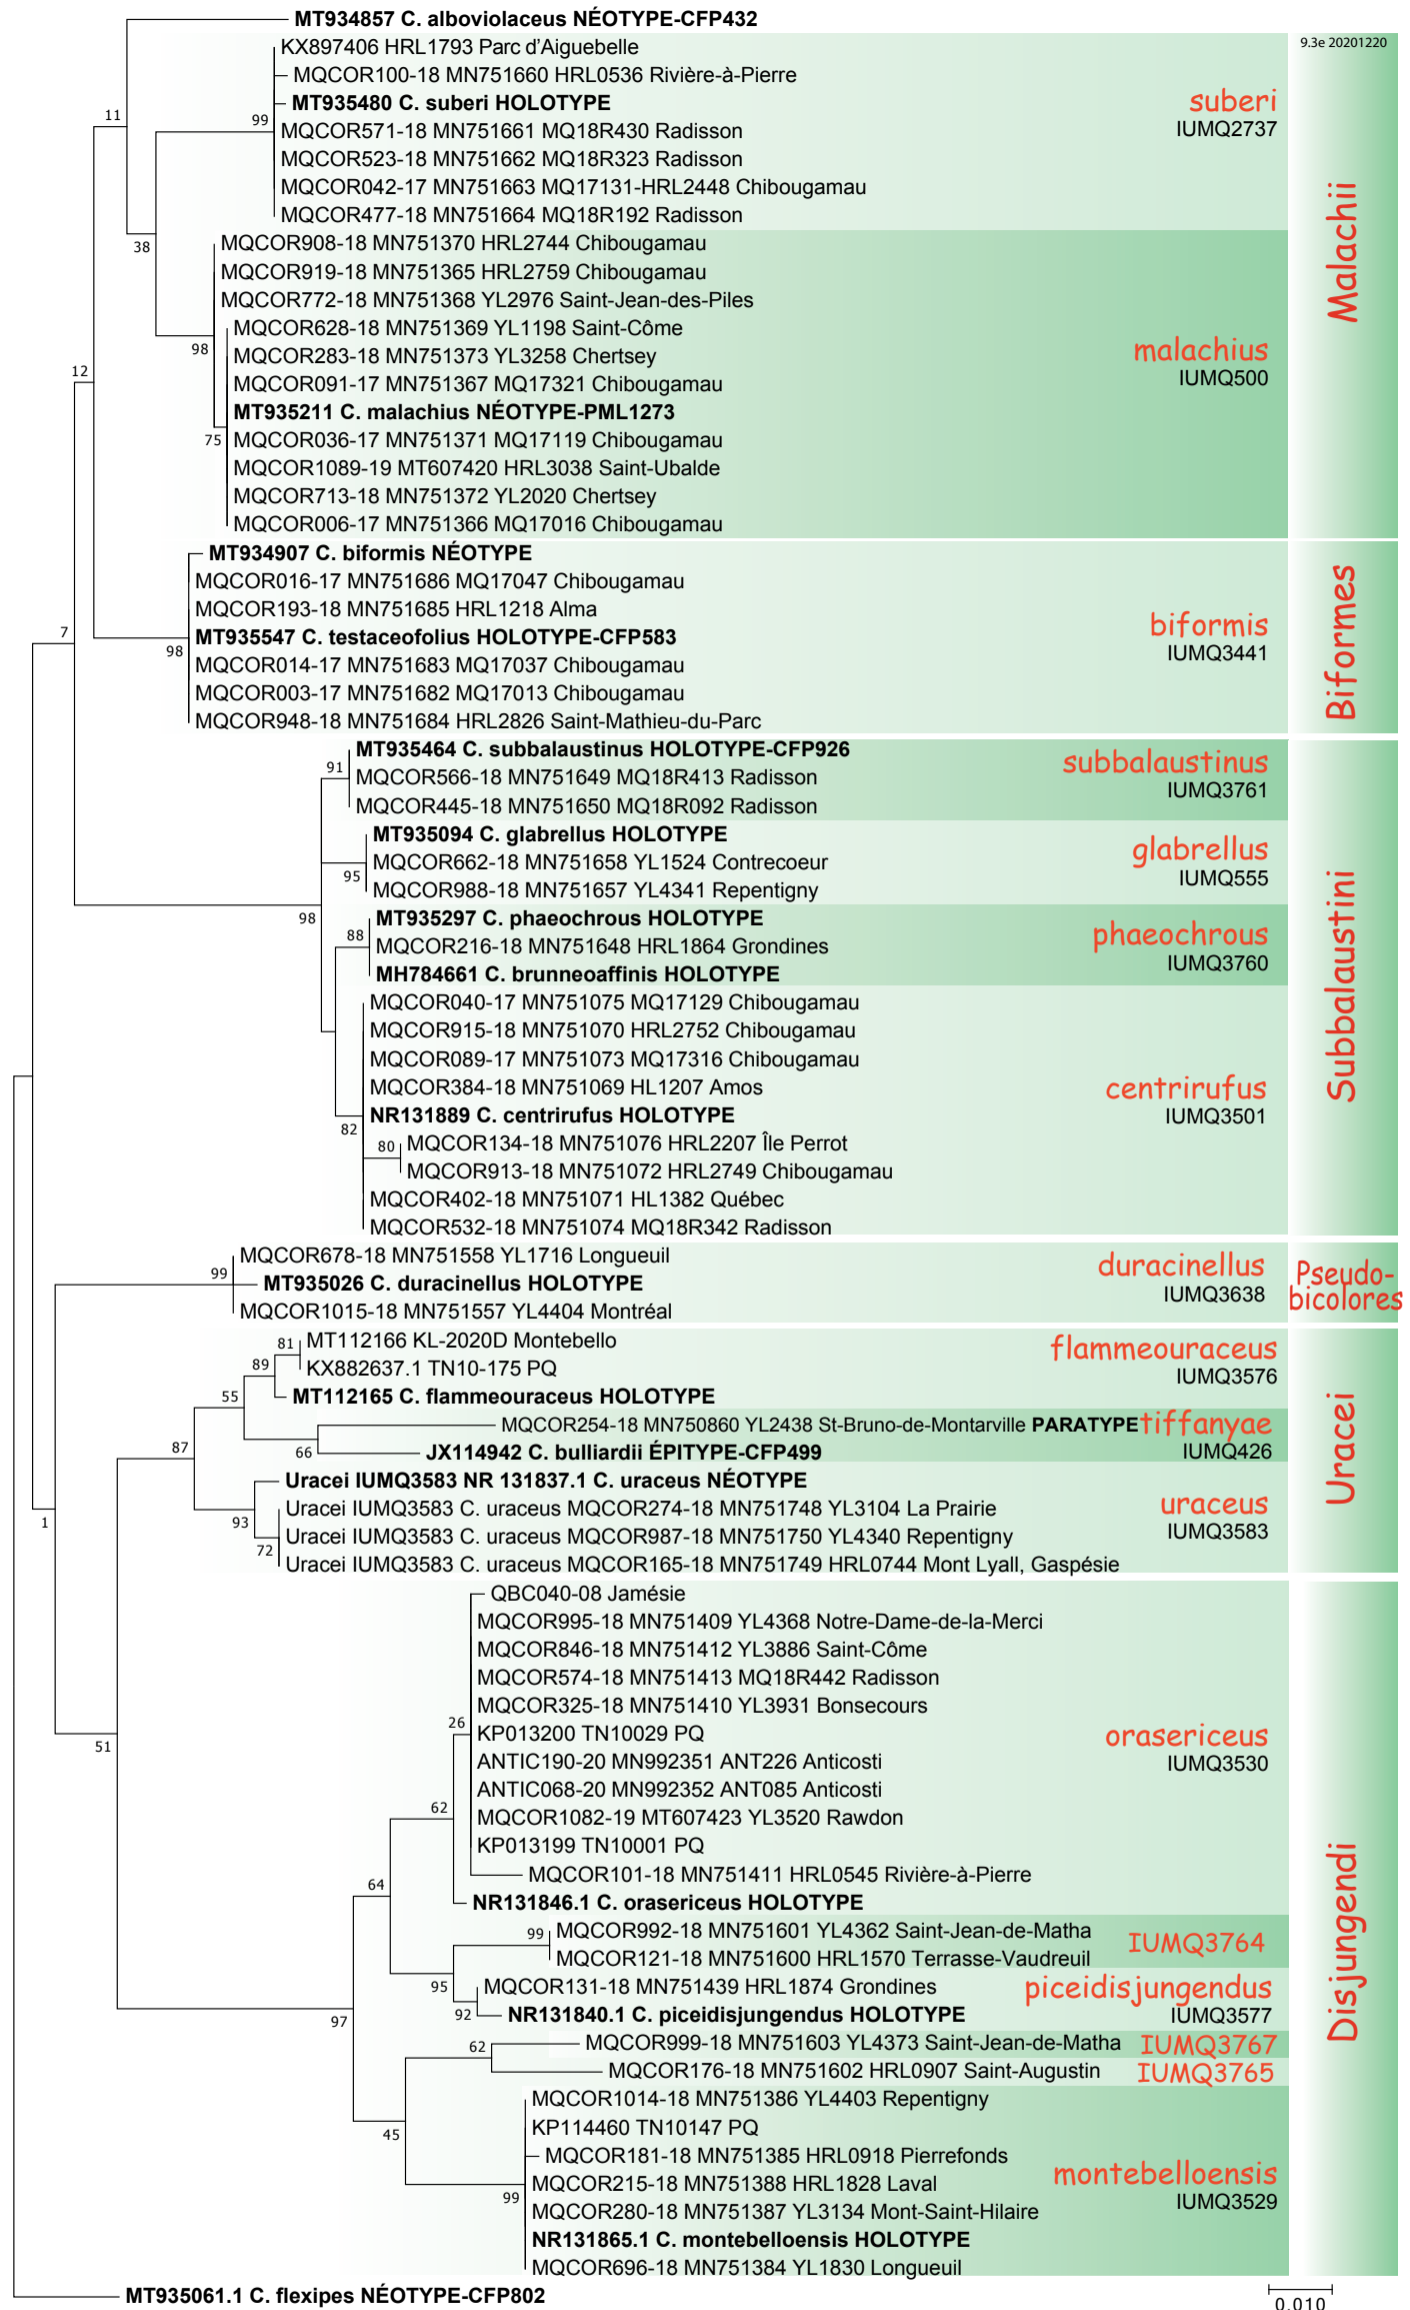 MT934857 C. alboviolaceus NÉOTYPE-CFP432
9.3e 20201220
KX897406 HRL1793 Parc d'Aiguebelle
MQCOR100-18 MN751660 HRL0536 Rivière-à-Pierre
11
MT935480 C. suberi HOLOTYPE
suberi
99
MQCOR571-18 MN751661 MQ18R430 Radisson
IUMQ2737
MQCOR523-18 MN751662 MQ18R323 Radisson
MQCOR042-17 MN751663 MQ17131-HRL2448 Chibougamau
MQCOR477-18 MN751664 MQ18R192 Radisson
Malachii
38
MQCOR908-18 MN751370 HRL2744 Chibougamau
MQCOR919-18 MN751365 HRL2759 Chibougamau
MQCOR772-18 MN751368 YL2976 Saint-Jean-des-Piles
MQCOR628-18 MN751369 YL1198 Saint-Côme
98
MQCOR283-18 MN751373 YL3258 Chertsey
malachius
12
MQCOR091-17 MN751367 MQ17321 Chibougamau
IUMQ500
MT935211 C. malachius NÉOTYPE-PML1273
75
MQCOR036-17 MN751371 MQ17119 Chibougamau
MQCOR1089-19 MT607420 HRL3038 Saint-Ubalde
MQCOR713-18 MN751372 YL2020 Chertsey
MQCOR006-17 MN751366 MQ17016 Chibougamau
MT934907 C. biformis NÉOTYPE
MQCOR016-17 MN751686 MQ17047 Chibougamau
MQCOR193-18 MN751685 HRL1218 Alma
7
MT935547 C. testaceofolius HOLOTYPE-CFP583
biformis
98
MQCOR014-17 MN751683 MQ17037 Chibougamau
IUMQ3441
Biformes
MQCOR003-17 MN751682 MQ17013 Chibougamau
MQCOR948-18 MN751684 HRL2826 Saint-Mathieu-du-Parc
MT935464 C. subbalaustinus HOLOTYPE-CFP926
91
MQCOR566-18 MN751649 MQ18R413 Radisson
subbalaustinus
IUMQ3761
MQCOR445-18 MN751650 MQ18R092 Radisson
MT935094 C. glabrellus HOLOTYPE
MQCOR662-18 MN751658 YL1524 Contrecoeur
glabrellus
95
MQCOR988-18 MN751657 YL4341 Repentigny
IUMQ555
98
MT935297 C. phaeochrous HOLOTYPE
88
MQCOR216-18 MN751648 HRL1864 Grondines
phaeochrous
IUMQ3760
MH784661 C. brunneoaffinis HOLOTYPE
Subbalaustini
MQCOR040-17 MN751075 MQ17129 Chibougamau
MQCOR915-18 MN751070 HRL2752 Chibougamau
MQCOR089-17 MN751073 MQ17316 Chibougamau
MQCOR384-18 MN751069 HL1207 Amos
centrirufus
NR131889 C. centrirufus HOLOTYPE
IUMQ3501
82
80
MQCOR134-18 MN751076 HRL2207 Île Perrot
MQCOR913-18 MN751072 HRL2749 Chibougamau
MQCOR402-18 MN751071 HL1382 Québec
MQCOR532-18 MN751074 MQ18R342 Radisson
MQCOR678-18 MN751558 YL1716 Longueuil
99
MT935026 C. duracinellus HOLOTYPE
duracinellus
IUMQ3638
Pseudo-
bicolores
MQCOR1015-18 MN751557 YL4404 Montréal
81
MT112166 KL-2020D Montebello
flammeouraceus
89
KX882637.1 TN10-175 PQ
IUMQ3576
55
MT112165 C. flammeouraceus HOLOTYPE
MQCOR254-18 MN750860 YL2438 St-Bruno-de-Montarville PARATYPE
tiffanyae
87
66
JX114942 C. bulliardii ÉPITYPE-CFP499
IUMQ426
Uracei
Uracei IUMQ3583 NR 131837.1 C. uraceus NÉOTYPE
1
93
Uracei IUMQ3583 C. uraceus MQCOR274-18 MN751748 YL3104 La Prairie
uraceus
Uracei IUMQ3583 C. uraceus MQCOR987-18 MN751750 YL4340 Repentigny
IUMQ3583
72
Uracei IUMQ3583 C. uraceus MQCOR165-18 MN751749 HRL0744 Mont Lyall, Gaspésie
QBC040-08 Jamésie
MQCOR995-18 MN751409 YL4368 Notre-Dame-de-la-Merci
MQCOR846-18 MN751412 YL3886 Saint-Côme
MQCOR574-18 MN751413 MQ18R442 Radisson
MQCOR325-18 MN751410 YL3931 Bonsecours
26
KP013200 TN10029 PQ
orasericeus
51
ANTIC190-20 MN992351 ANT226 Anticosti
IUMQ3530
ANTIC068-20 MN992352 ANT085 Anticosti
62
MQCOR1082-19 MT607423 YL3520 Rawdon
KP013199 TN10001 PQ
64
MQCOR101-18 MN751411 HRL0545 Rivière-à-Pierre
NR131846.1 C. orasericeus HOLOTYPE
99
MQCOR992-18 MN751601 YL4362 Saint-Jean-de-Matha
IUMQ3764
MQCOR121-18 MN751600 HRL1570 Terrasse-Vaudreuil
Disjungendi
95
MQCOR131-18 MN751439 HRL1874 Grondines
piceidisjungendus
97
92
NR131840.1 C. piceidisjungendus HOLOTYPE
IUMQ3577
62
MQCOR999-18 MN751603 YL4373 Saint-Jean-de-Matha
IUMQ3767
MQCOR176-18 MN751602 HRL0907 Saint-Augustin
IUMQ3765
MQCOR1014-18 MN751386 YL4403 Repentigny
45
KP114460 TN10147 PQ
MQCOR181-18 MN751385 HRL0918 Pierrefonds
montebelloensis
99
MQCOR215-18 MN751388 HRL1828 Laval
IUMQ3529
MQCOR280-18 MN751387 YL3134 Mont-Saint-Hilaire
NR131865.1 C. montebelloensis HOLOTYPE
MQCOR696-18 MN751384 YL1830 Longueuil
MT935061.1 C. flexipes NÉOTYPE-CFP802
0.010